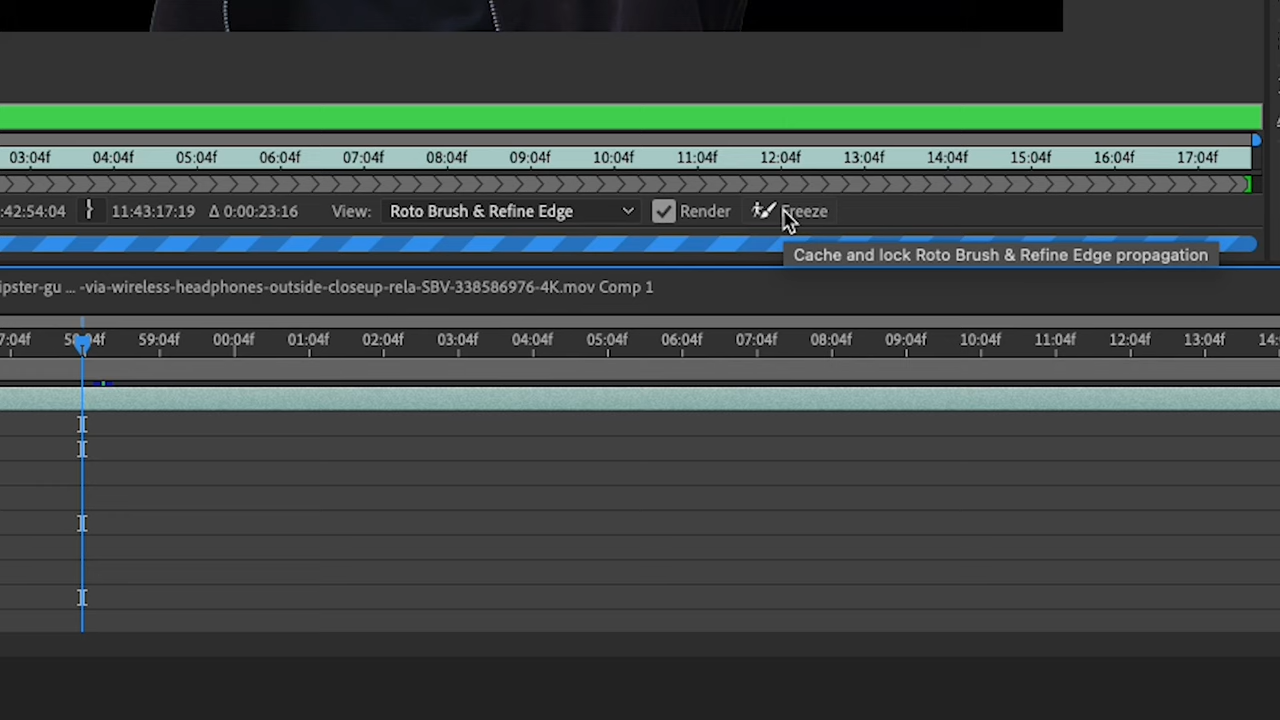 03:04f 04:04f 05:04f 06:04f 07:04f 08:04f 09:04f 10:04f 11:04f 12:04f 13:04f 14:04f 15:04f 16:04f 17:04f
:42:54:04 11:43:17:19 Δ 0:00:23:16 View: Roto Brush & Refine Edge Render Freeze
Cache and lock Roto Brush & Refine Edge propagation
ipster-gu ... -via-wireless-headphones-outside-closeup-rela-SBV-338586976-4K.mov Comp 1
7:04f 58:04f 59:04f 00:04f 01:04f 02:04f 03:04f 04:04f 05:04f 06:04f 07:04f 08:04f 09:04f 10:04f 11:04f 12:04f 13:04f 14: